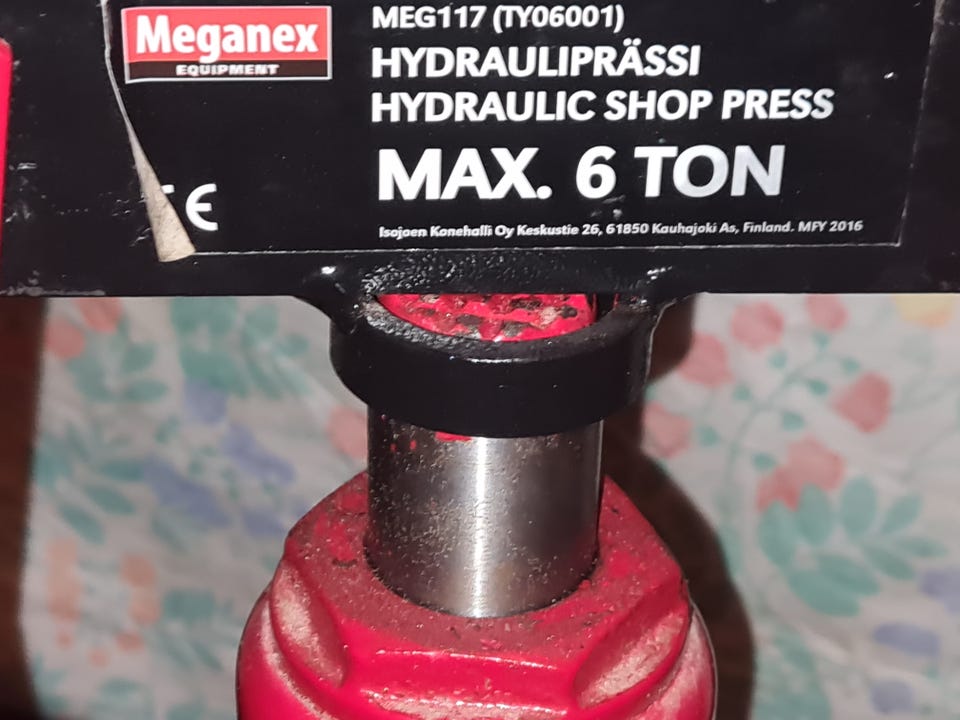 Meganex
EQUIPMENT
MEG117 (TY06001)
HYDRAULIPRÄSSI
HYDRAULIC SHOP PRESS
MAX. 6 TON
CE
Isojoen Konehalli Oy Keskustie 26, 61850 Kauhajoki As, Finland. MFY 2016